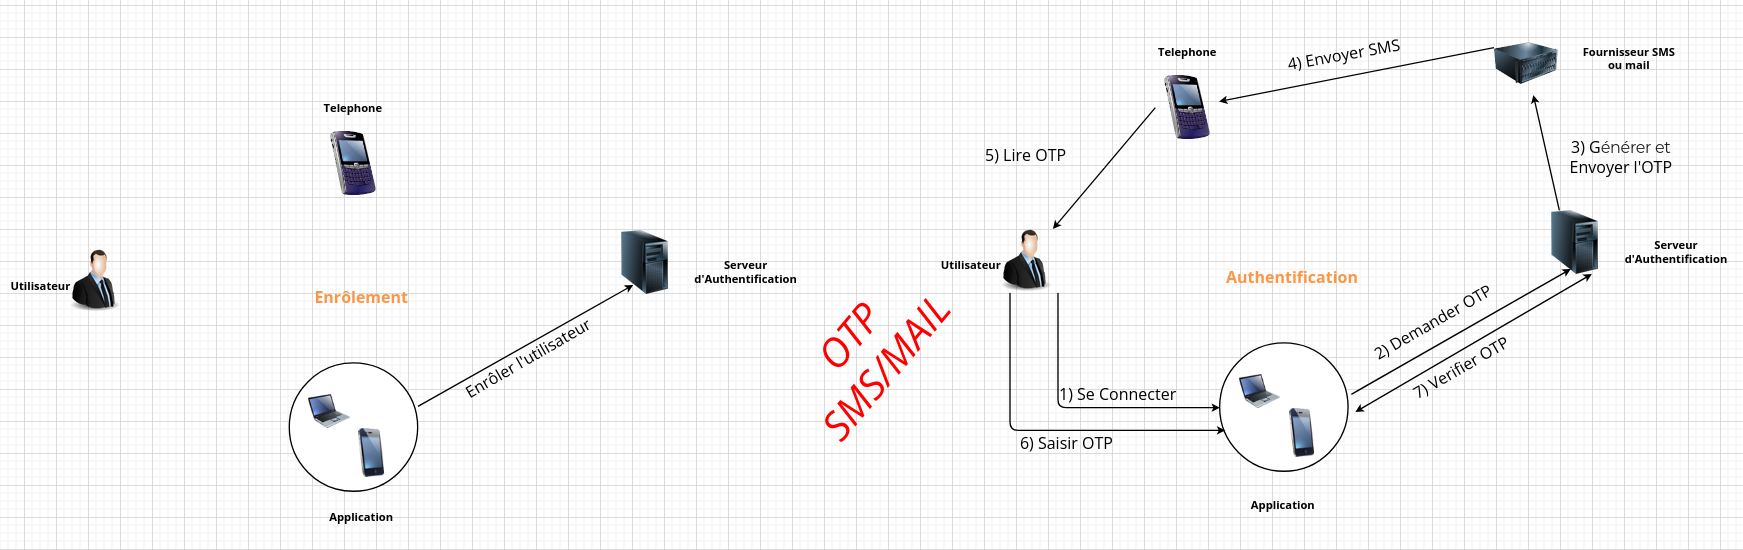 Telephone
Utilisateur
Enrôlement
Serveur
d'Authentification
Enrôler l'utilisateur
Application
OTP
SMS/MAIL
Telephone
4) Envoyer SMS
Fournisseur SMS
ou mail
5) Lire OTP
3) Générer et
Envoyer l'OTP
Utilisateur
Authentification
Serveur
d'Authentification
2) Demander OTP
7) Verifier OTP
1) Se Connecter
6) Saisir OTP
Application